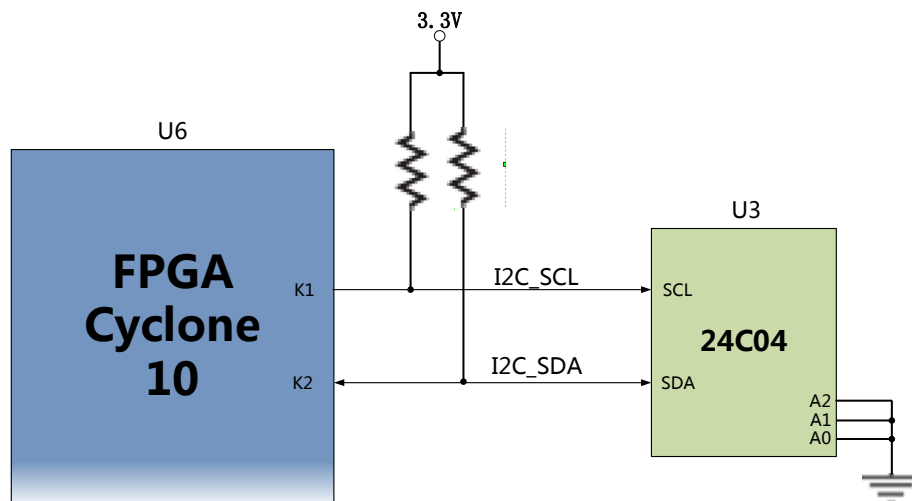 3.3V
U6
FPGA
Cyclone
10
K1
K2
I2C_SCL
I2C_SDA
U3
SCL
24C04
SDA
A2
A1
A0